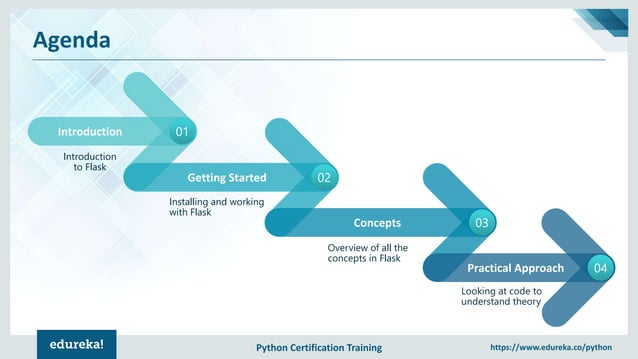 Agenda
Introduction
01
Introduction
to Flask
Getting Started
02
Installing and working
with Flask
Concepts
03
Overview of all the
concepts in Flask
Practical Approach
04
Looking at code to
understand theory
edureka!
Python Certification Training
https://www.edureka.co/python